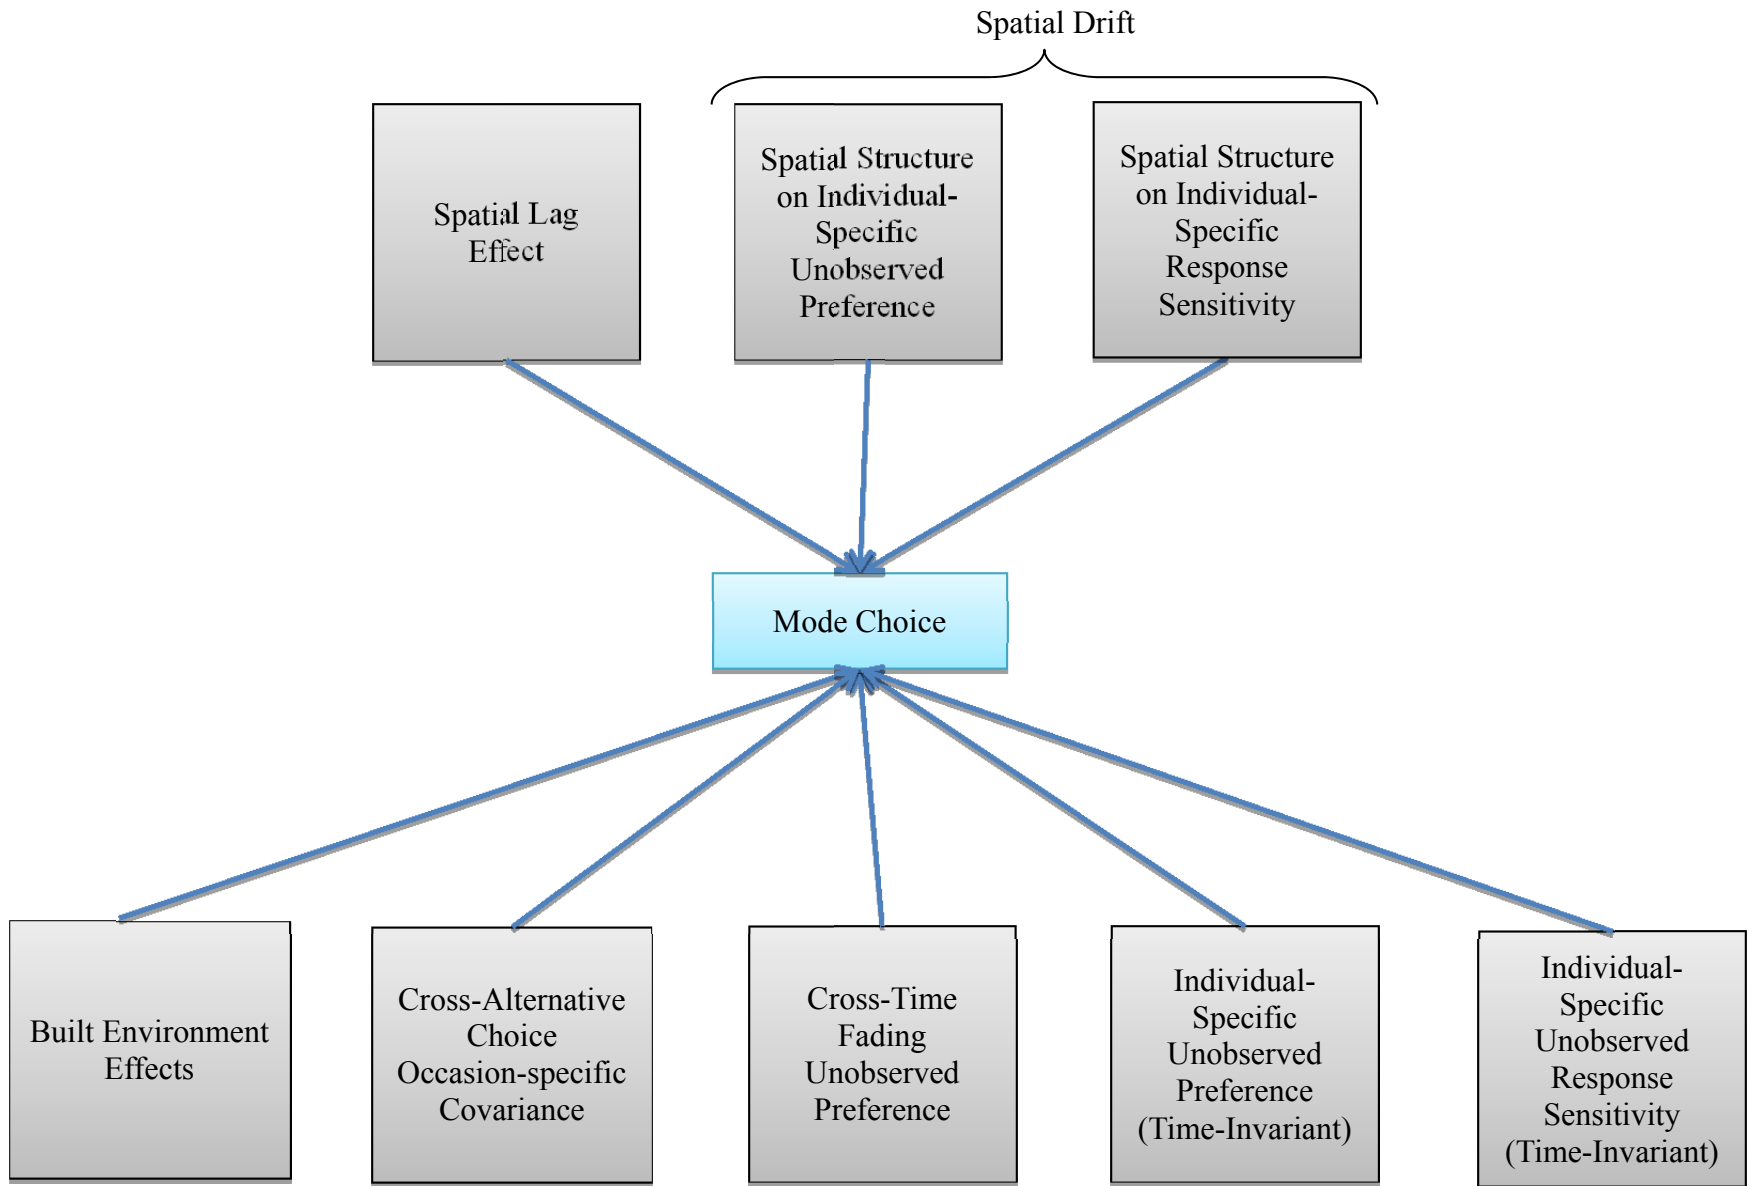 Spatial Drift
Spatial Lag
Effect
Spatial Structure
on Individual-
Specific
Unobserved
Preference
Spatial Structure
on Individual-
Specific
Response
Sensitivity
Mode Choice
Built Environment
Effects
Cross-Alternative
Choice
Occasion-specific
Covariance
Cross-Time
Fading
Unobserved
Preference
Individual-
Specific
Unobserved
Preference
(Time-Invariant)
Individual-
Specific
Unobserved
Response
Sensitivity
(Time-Invariant)